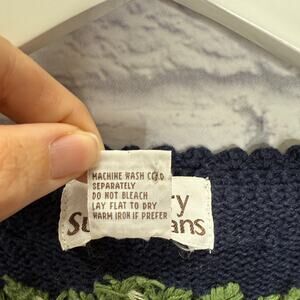 MACHINE WASH COLD
SEPARATELY
DO NOT BLEACH
LAY FLAT TO DRY
WARM IRON IF PREFER